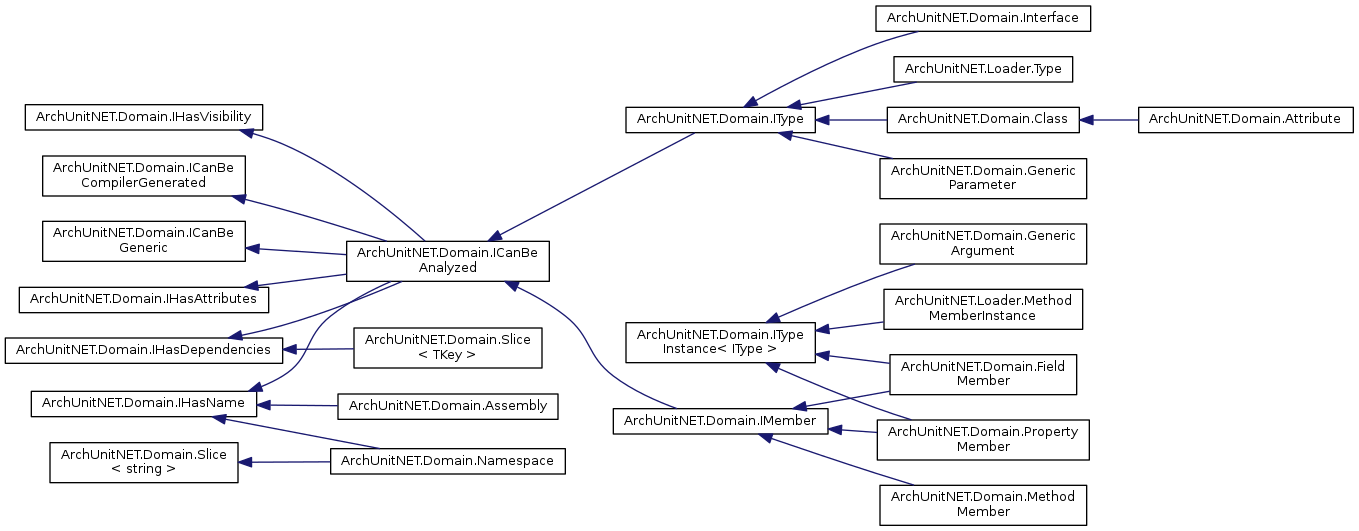 ArchUnitNET.Domain.IHasVisibility
ArchUnitNET.Domain.ICanBe
CompilerGenerated
ArchUnitNET.Domain.ICanBe
Generic
ArchUnitNET.Domain.IHasAttributes
ArchUnitNET.Domain.IHasDependencies
ArchUnitNET.Domain.IHasName
ArchUnitNET.Domain.Slice
< string >
ArchUnitNET.Domain.ICanBe
Analyzed
ArchUnitNET.Domain.Slice
< TKey >
ArchUnitNET.Domain.Assembly
ArchUnitNET.Domain.Namespace
ArchUnitNET.Domain.IType
ArchUnitNET.Domain.IType
Instance< IType >
ArchUnitNET.Domain.IMember
ArchUnitNET.Domain.Interface
ArchUnitNET.Loader.Type
ArchUnitNET.Domain.Class
ArchUnitNET.Domain.Generic
Parameter
ArchUnitNET.Domain.Generic
Argument
ArchUnitNET.Loader.Method
MemberInstance
ArchUnitNET.Domain.Field
Member
ArchUnitNET.Domain.Property
Member
ArchUnitNET.Domain.Method
Member
ArchUnitNET.Domain.Attribute